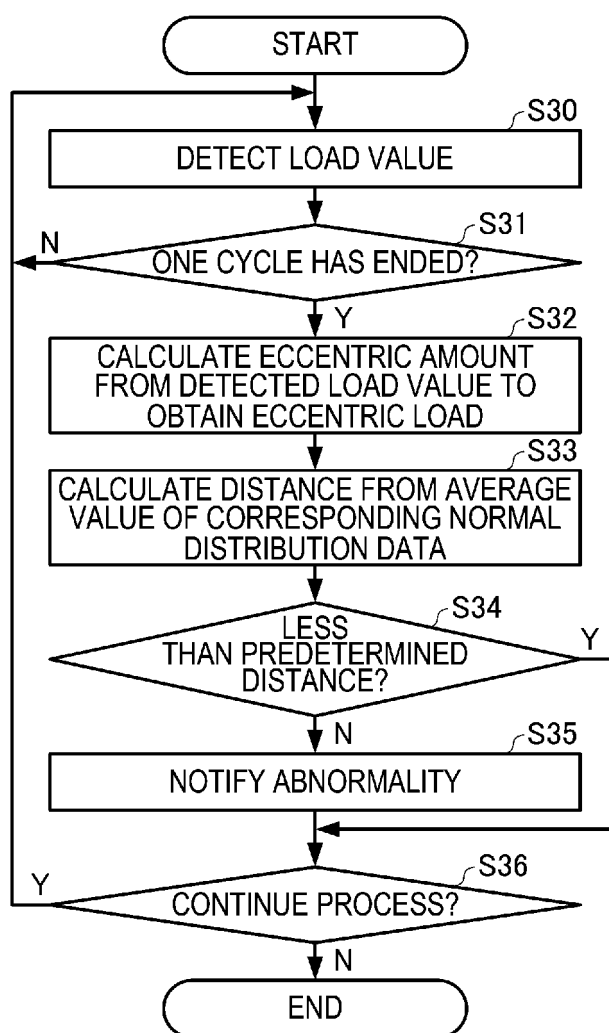 START
S30
DETECT LOAD VALUE
S31
N
ONE CYCLE HAS ENDED?
Y
S32
CALCULATE ECCENTRIC AMOUNT
FROM DETECTED LOAD VALUE TO
OBTAIN ECCENTRIC LOAD
S33
CALCULATE DISTANCE FROM AVERAGE
VALUE OF CORRESPONDING NORMAL
DISTRIBUTION DATA
S34
LESS
THAN PREDETERMINED
DISTANCE?
Y
N
S35
NOTIFY ABNORMALITY
S36
Y
CONTINUE PROCESS?
N
END